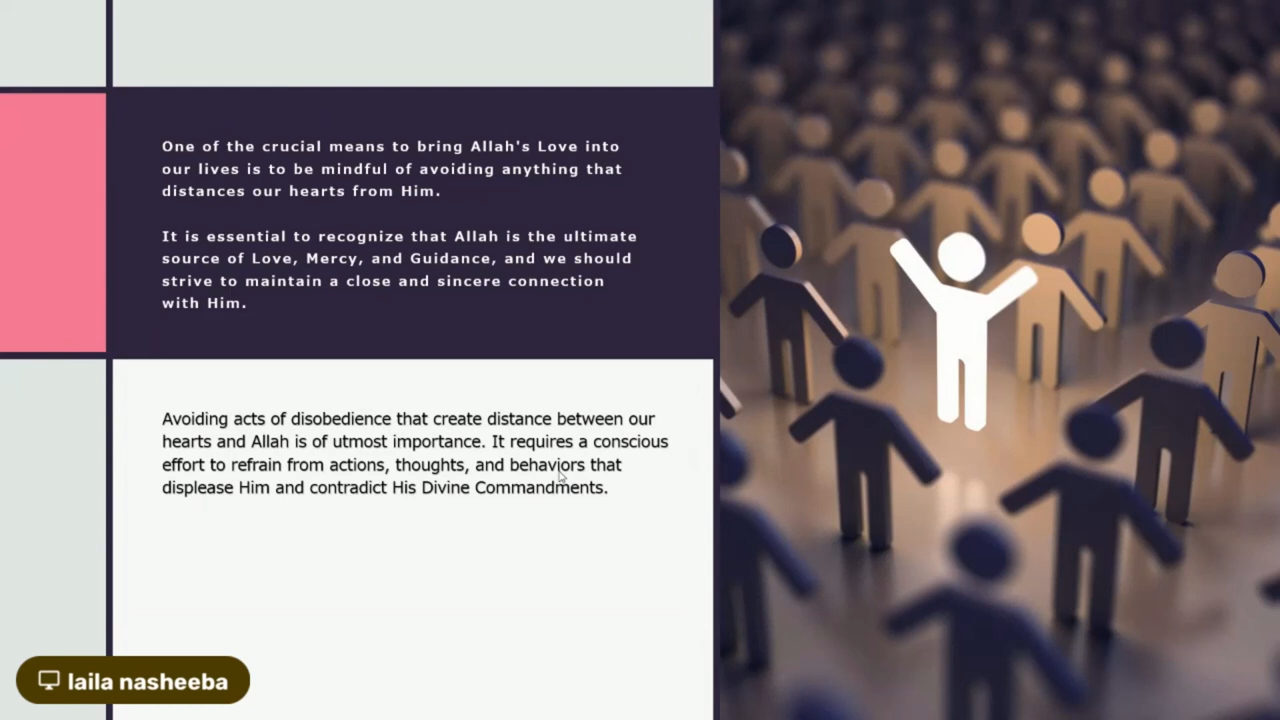 One of the crucial means to bring Allah's Love into
our lives is to be mindful of avoiding anything that
distances our hearts from Him.
It is essential to recognize that Allah is the ultimate
source of Love, Mercy, and Guidance, and we should
strive to maintain a close and sincere connection
with Him.
Avoiding acts of disobedience that create distance between our
hearts and Allah is of utmost importance. It requires a conscious
effort to refrain from actions, thoughts, and behaviors that
displease Him and contradict His Divine Commandments.
laila nasheeba